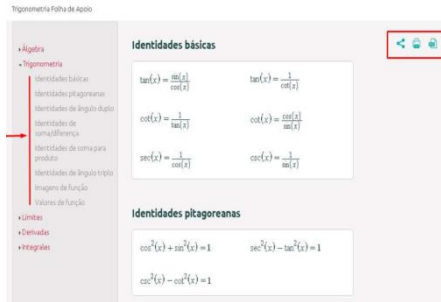 Trigonometria Folha de Apoio
Álgebra
Trigonometria
Identidades básicas
Identidades pitagoreanas
Identidades de ângulo duplo
Identidades de
soma/diferença
Identidades de soma para
produto
Identidades de ângulo triplo
Imagens de função
Valores de função
Limites
Derivadas
Integrales
Identidades básicas
tan(x) = sin(x)/cos(x) tan(x) = 1/cot(x)
cot(x) = 1/tan(x) cot(x) = cos(x)/sin(x)
sec(x) = 1/cos(x) csc(x) = 1/sin(x)
Identidades pitagoreanas
cos²(x) + sin²(x) = 1 sec²(x) − tan²(x) = 1
csc²(x) − cot²(x) = 1